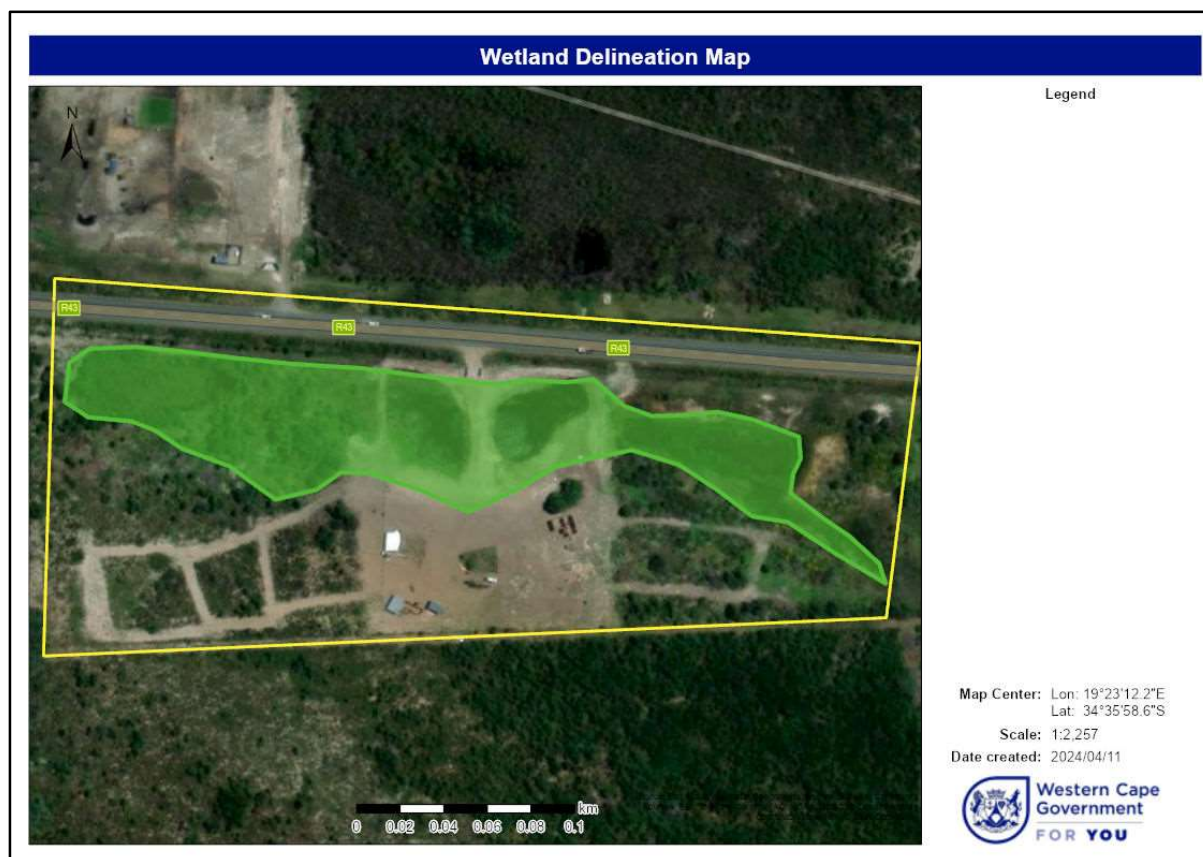 Wetland Delineation Map
Legend
N
R43
R43
R43
Map Center: Lon: 19°23'12.2"E
Lat: 34°35'58.6"S
Scale: 1:2,257
Date created: 2024/04/11
km
0 0.02 0.04 0.06 0.08 0.1
Western Cape
Government
FOR YOU